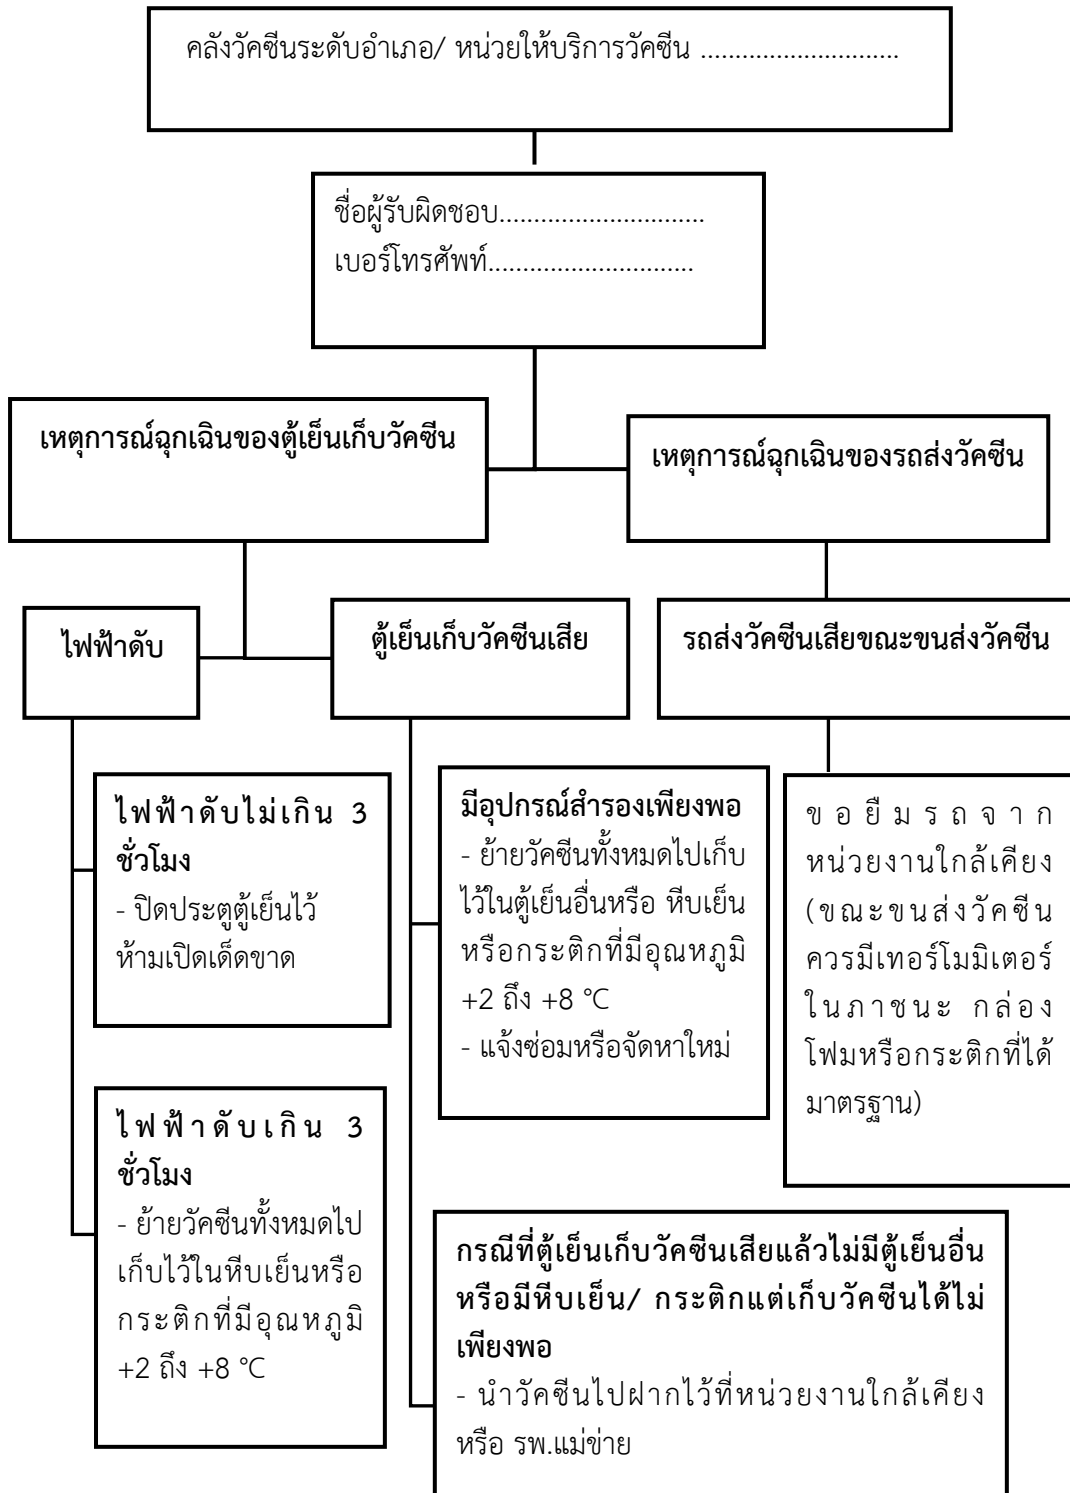 คลังวัคซีนระดับอำเภอ/ หน่วยให้บริการวัคซีน .............................
ชื่อผู้รับผิดชอบ..............................
เบอร์โทรศัพท์..............................
เหตุการณ์ฉุกเฉินของตู้เย็นเก็บวัคซีน
เหตุการณ์ฉุกเฉินของรถส่งวัคซีน
ไฟฟ้าดับ
ตู้เย็นเก็บวัคซีนเสีย
รถส่งวัคซีนเสียขณะขนส่งวัคซีน
ไฟฟ้าดับไม่เกิน 3
ชั่วโมง
- ปิดประตูตู้เย็นไว้
ห้ามเปิดเด็ดขาด
ไฟฟ้าดับเกิน 3
ชั่วโมง
- ย้ายวัคซีนทั้งหมดไป
เก็บไว้ในหีบเย็นหรือ
กระติกที่มีอุณหภูมิ
+2 ถึง +8 °C
มีอุปกรณ์สำรองเพียงพอ
- ย้ายวัคซีนทั้งหมดไปเก็บ
ไว้ในตู้เย็นอื่นหรือ หีบเย็น
หรือกระติกที่มีอุณหภูมิ
+2 ถึง +8 °C
- แจ้งซ่อมหรือจัดหาใหม่
กรณีที่ตู้เย็นเก็บวัคซีนเสียแล้วไม่มีตู้เย็นอื่น
หรือมีหีบเย็น/ กระติกแต่เก็บวัคซีนได้ไม่
เพียงพอ
- นำวัคซีนไปฝากไว้ที่หน่วยงานใกล้เคียง
หรือ รพ.แม่ข่าย
ขอยืมรถจาก
หน่วยงานใกล้เคียง
(ขณะขนส่งวัคซีน
ควรมีเทอร์โมมิเตอร์
ในภาชนะ กล่อง
โฟมหรือกระติกที่ได้
มาตรฐาน)